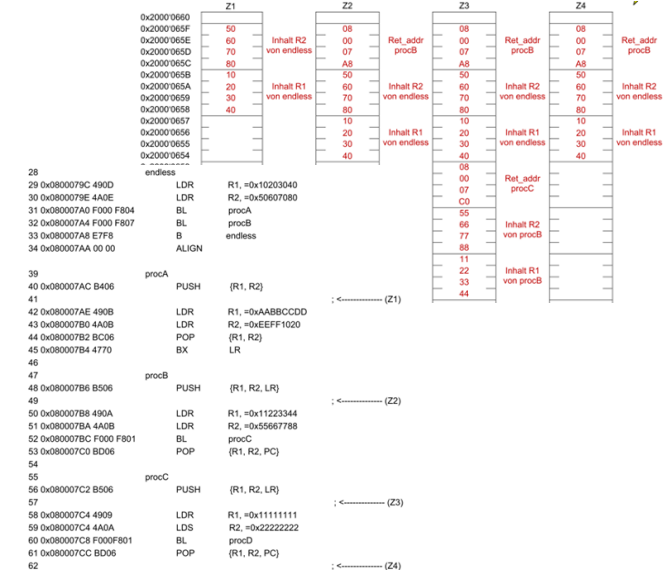 Z1 Z2 Z3 Z4
0x2000'0660
0x2000'065F 50 08 08 08
0x2000'065E 60 Inhalt R2 00 Ret_addr 00 Ret_addr 00 Ret_addr
0x2000'065D 70 von endless 07 procB 07 procB 07 procB
0x2000'065C 80 A8 A8 A8
0x2000'065B 10 50 50 50
0x2000'065A 20 Inhalt R1 60 Inhalt R2 60 Inhalt R2 60 Inhalt R2
0x2000'0659 30 von endless 70 von endless 70 von endless 70 von endless
0x2000'0658 40 80 80 80
0x2000'0657 10 10 10
0x2000'0656 20 Inhalt R1 20 Inhalt R1 20 Inhalt R1
0x2000'0655 30 von endless 30 von endless 30 von endless
0x2000'0654 40 40 40
08
00 Ret_addr
07 procC
C0
55
66 Inhalt R2
77 von procB
88
11
22 Inhalt R1
33 von procB
44
28 endless
29 0x0800079C 490D LDR R1, =0x10203040
30 0x0800079E 4A0E LDR R2, =0x50607080
31 0x080007A0 F000 F804 BL procA
32 0x080007A4 F000 F807 BL procB
33 0x080007A8 E7F8 B endless
34 0x080007AA 00 00 ALIGN
39 procA
40 0x080007AC B406 PUSH {R1, R2}
41 ; <-------------- (Z1)
42 0x080007AE 490B LDR R1, =0xAABBCCDD
43 0x080007B0 4A0B LDR R2, =0xEEFF1020
44 0x080007B2 BC06 POP {R1, R2}
45 0x080007B4 4770 BX LR
46
47 procB
48 0x080007B6 B506 PUSH {R1, R2, LR}
49 ; <-------------- (Z2)
50 0x080007B8 490A LDR R1, =0x11223344
51 0x080007BA 4A0B LDR R2, =0x55667788
52 0x080007BC F000 F801 BL procC
53 0x080007C0 BD06 POP {R1, R2, PC}
54
55 procC
56 0x080007C2 B506 PUSH {R1, R2, LR}
57 ; <-------------- (Z3)
58 0x080007C4 4909 LDR R1, =0x11111111
59 0x080007C4 4A0A LDS R2, =0x22222222
60 0x080007C8 F000F801 BL procD
61 0x080007CC BD06 POP {R1, R2, PC}
62 ; <-------------- (Z4)